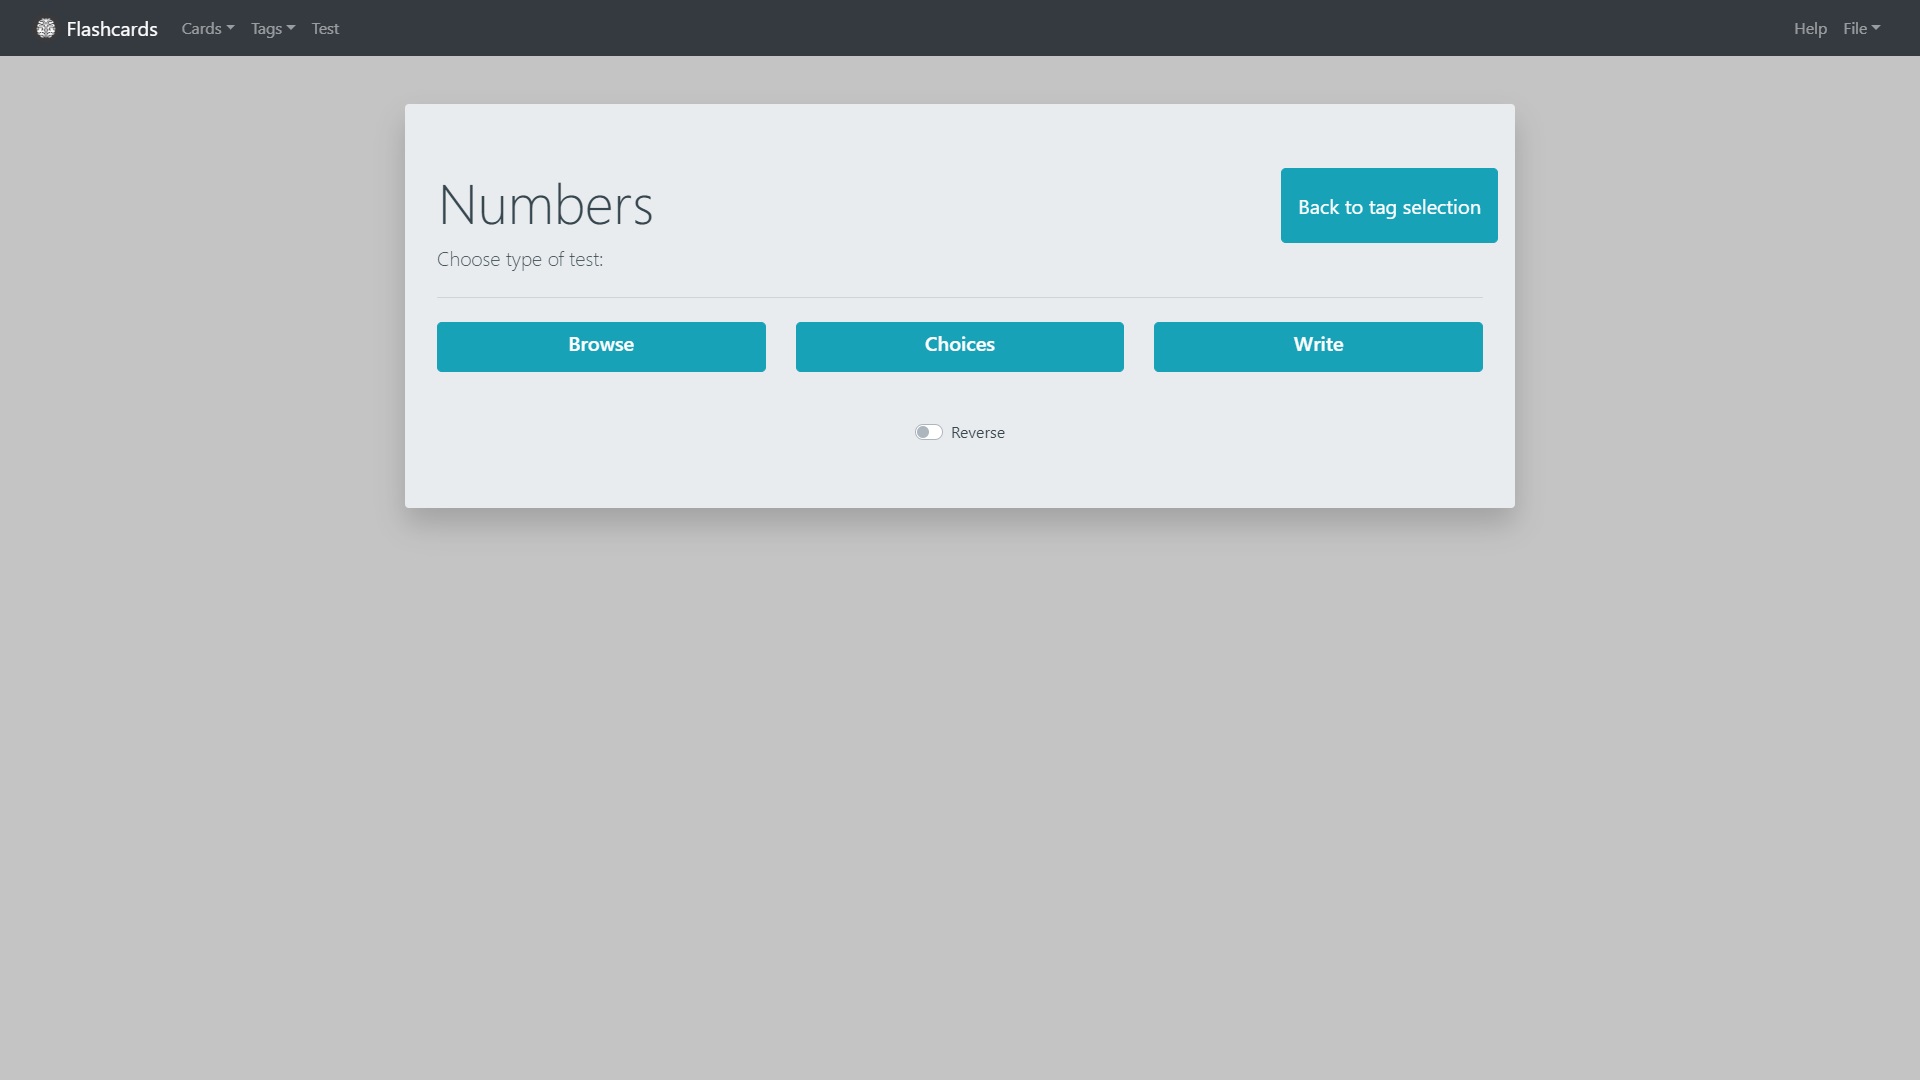 Flashcards Cards Tags Test Help File
Numbers
Back to tag selection
Choose type of test:
Browse Choices Write
Reverse